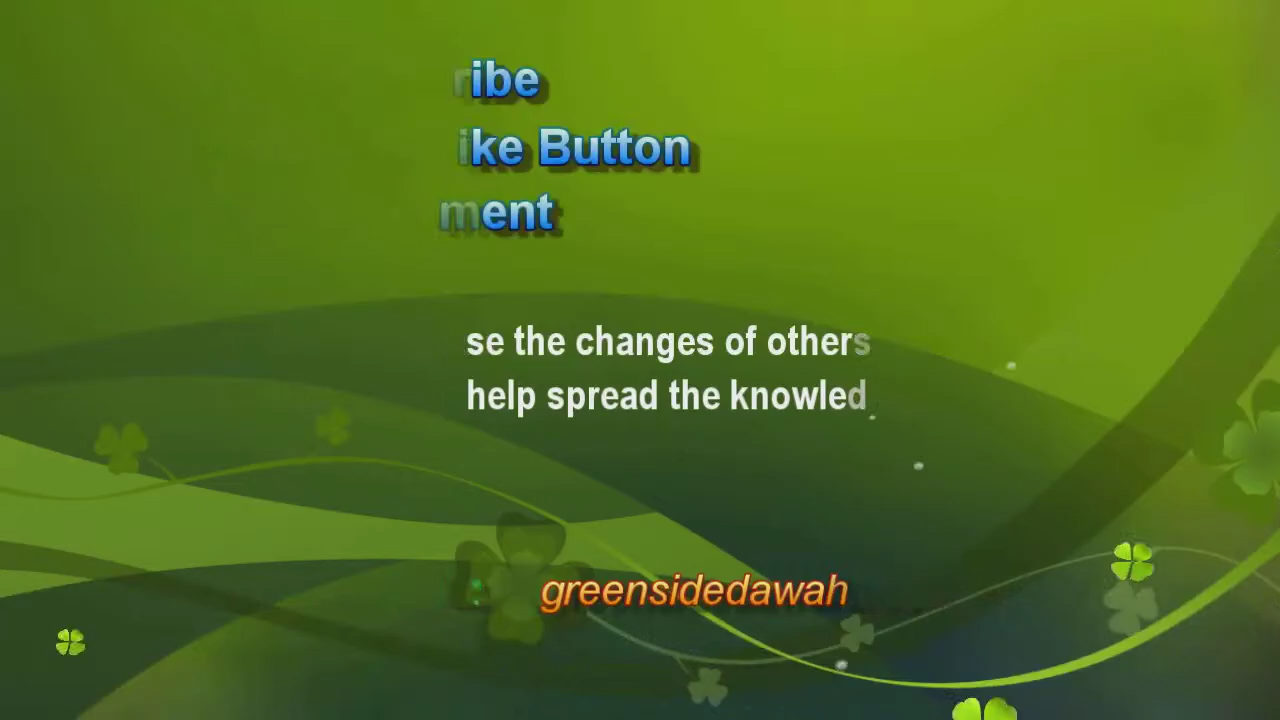 ribe
ike Button
ment
se the changes of others
help spread the knowled
greensidedawah